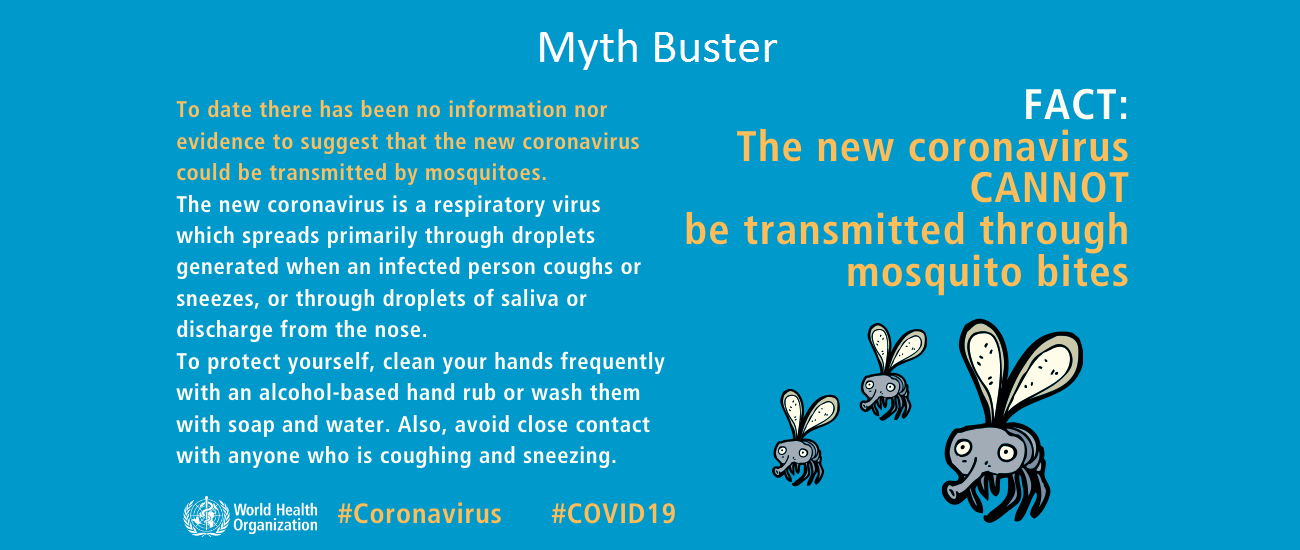 Myth Buster
To date there has been no information nor
evidence to suggest that the new coronavirus
could be transmitted by mosquitoes.
The new coronavirus is a respiratory virus
which spreads primarily through droplets
generated when an infected person coughs or
sneezes, or through droplets of saliva or
discharge from the nose.
To protect yourself, clean your hands frequently
with an alcohol-based hand rub or wash them
with soap and water. Also, avoid close contact
with anyone who is coughing and sneezing.
FACT:
The new coronavirus
CANNOT
be transmitted through
mosquito bites
World Health
Organization
#Coronavirus
#COVID19